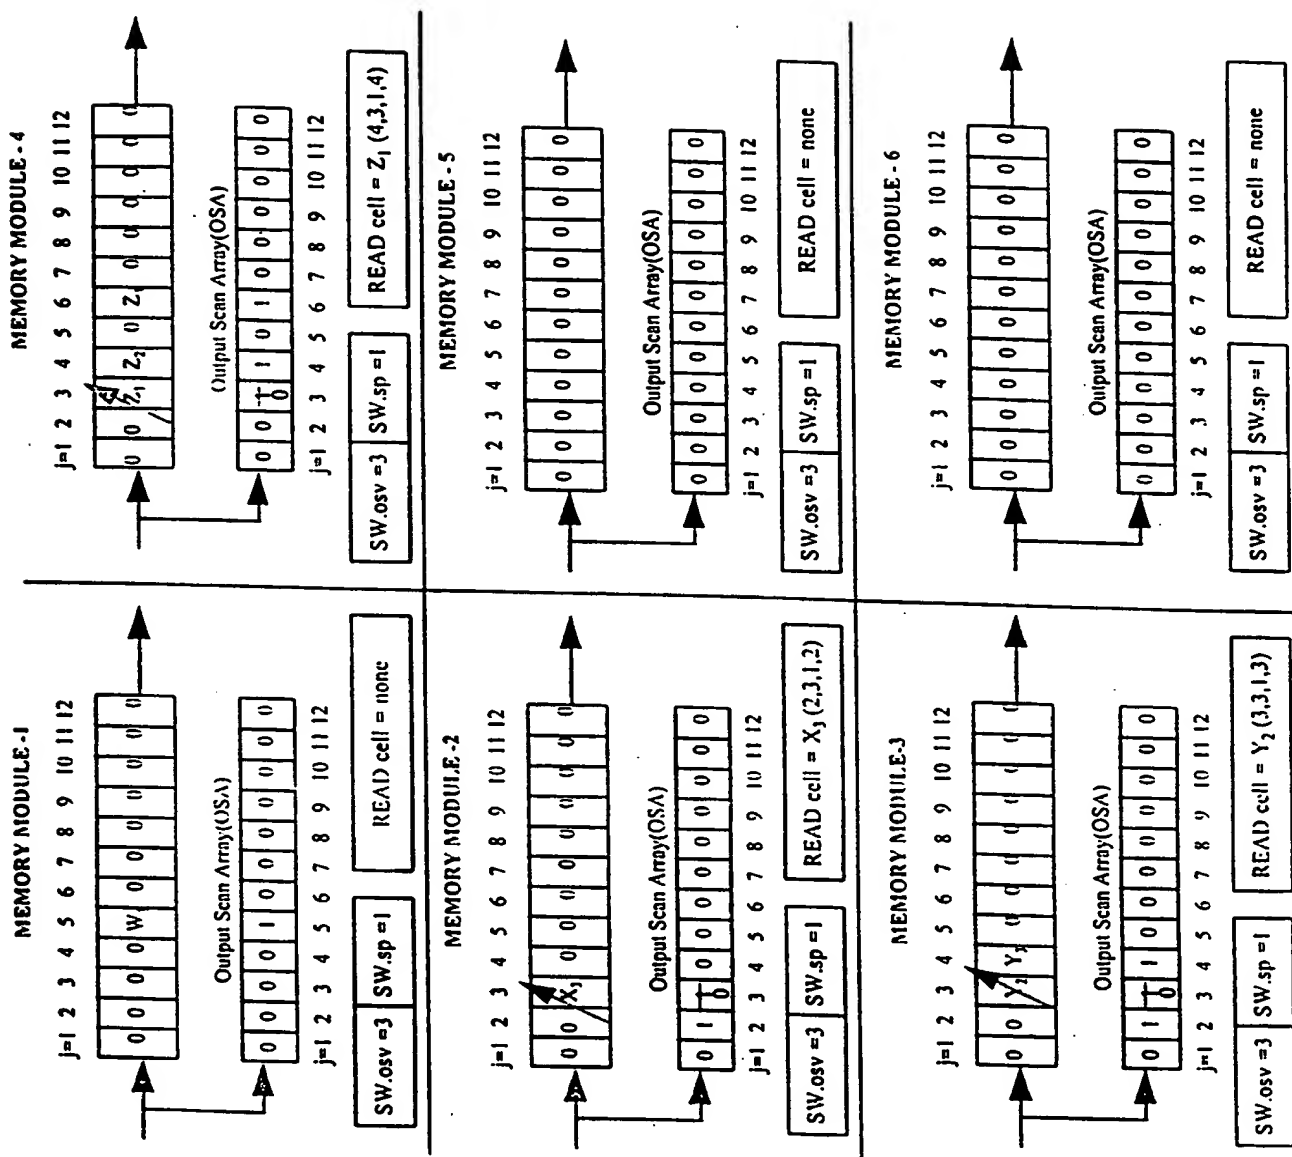 MEMORY MODULE -1
j=1 2 3 4 5 6 7 8 9 10 11 12
0 0 0 0 W 0 0 0 0 0 0 0
Output Scan Array(OSA)
0 0 0 0 1 0 0 0 0 0 0 0
j=1 2 3 4 5 6 7 8 9 10 11 12
SW.osv =3 SW.sp =1 READ cell = none
MEMORY MODULE - 4
j=1 2 3 4 5 6 7 8 9 10 11 12
0 0 Z₁ Z₂ 0 Z 0 0 0 0 0 0
Output Scan Array(OSA)
0 0 1 1 0 1 0 0 0 0 0 0
0
j=1 2 3 4 5 6 7 8 9 10 11 12
SW.osv =3 SW.sp =1 READ cell = Z₁ (4,3,1,4)
MEMORY MODULE -2
j=1 2 3 4 5 6 7 8 9 10 11 12
0 0 X₃ 0 0 0 0 0 0 0 0 0
Output Scan Array(OSA)
0 1 1 0 0 0 0 0 0 0 0 0
0
j=1 2 3 4 5 6 7 8 9 10 11 12
SW.osv =3 SW.sp =1 READ cell = X₃ (2,3,1,2)
MEMORY MODULE - 5
j=1 2 3 4 5 6 7 8 9 10 11 12
0 0 0 0 0 0 0 0 0 0 0 0
Output Scan Array(OSA)
0 0 0 0 0 0 0 0 0 0 0 0
j=1 2 3 4 5 6 7 8 9 10 11 12
SW.osv =3 SW.sp =1 READ cell = none
MEMORY MODULE-3
j=1 2 3 4 5 6 7 8 9 10 11 12
0 0 Y₂ Y 0 0 0 0 0 0 0 0
Output Scan Array(OSA)
0 1 1 1 0 0 0 0 0 0 0 0
0
j=1 2 3 4 5 6 7 8 9 10 11 12
SW.osv =3 SW.sp =1 READ cell = Y₂ (3,3,1,3)
MEMORY MODULE - 6
j=1 2 3 4 5 6 7 8 9 10 11 12
0 0 0 0 0 0 0 0 0 0 0 0
Output Scan Array(OSA)
0 0 0 0 0 0 0 0 0 0 0 0
j=1 2 3 4 5 6 7 8 9 10 11 12
SW.osv =3 SW.sp =1 READ cell = none